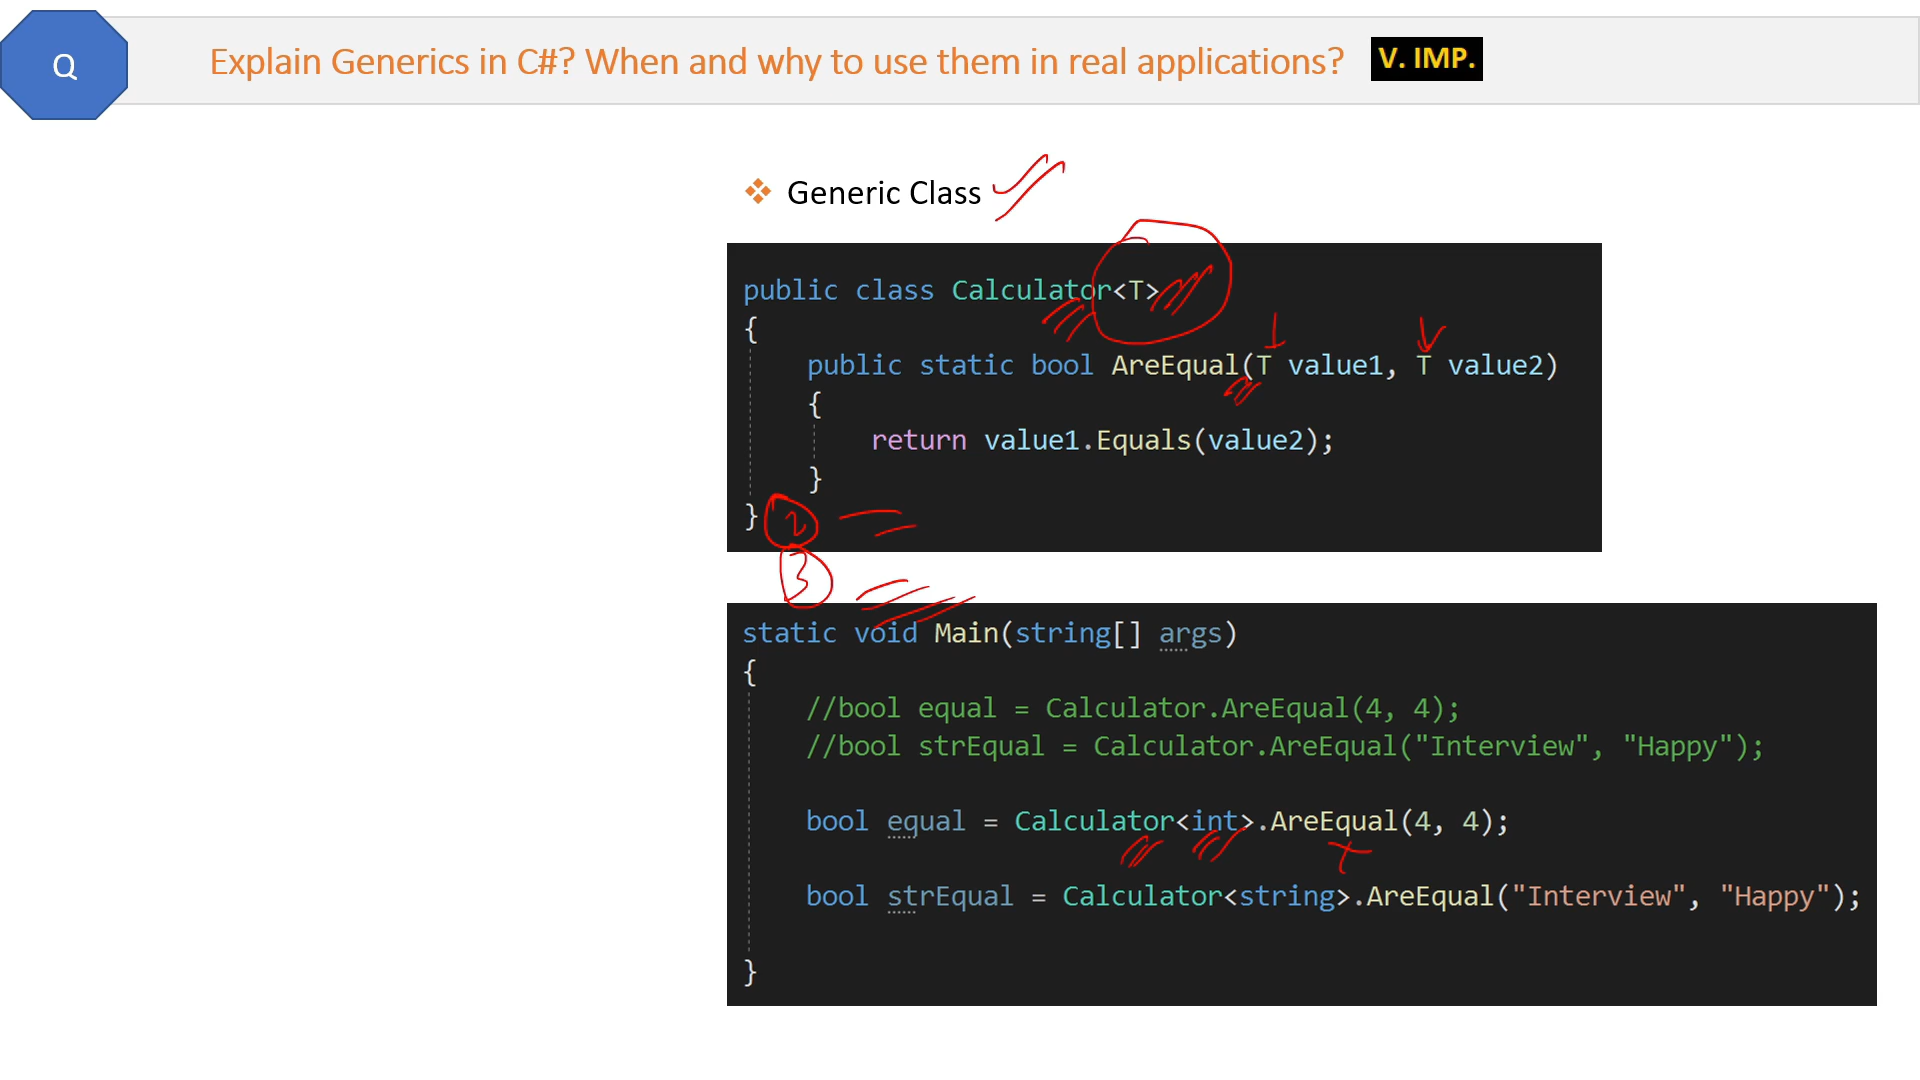 Q
Explain Generics in C#? When and why to use them in real applications? V. IMP.
❖ Generic Class
public class Calculator<T>
{
public static bool AreEqual(T value1, T value2)
{
return value1.Equals(value2);
}
}
2
3
static void Main(string[] args)
{
//bool equal = Calculator.AreEqual(4, 4);
//bool strEqual = Calculator.AreEqual("Interview", "Happy");
bool equal = Calculator<int>.AreEqual(4, 4);
bool strEqual = Calculator<string>.AreEqual("Interview", "Happy");
}